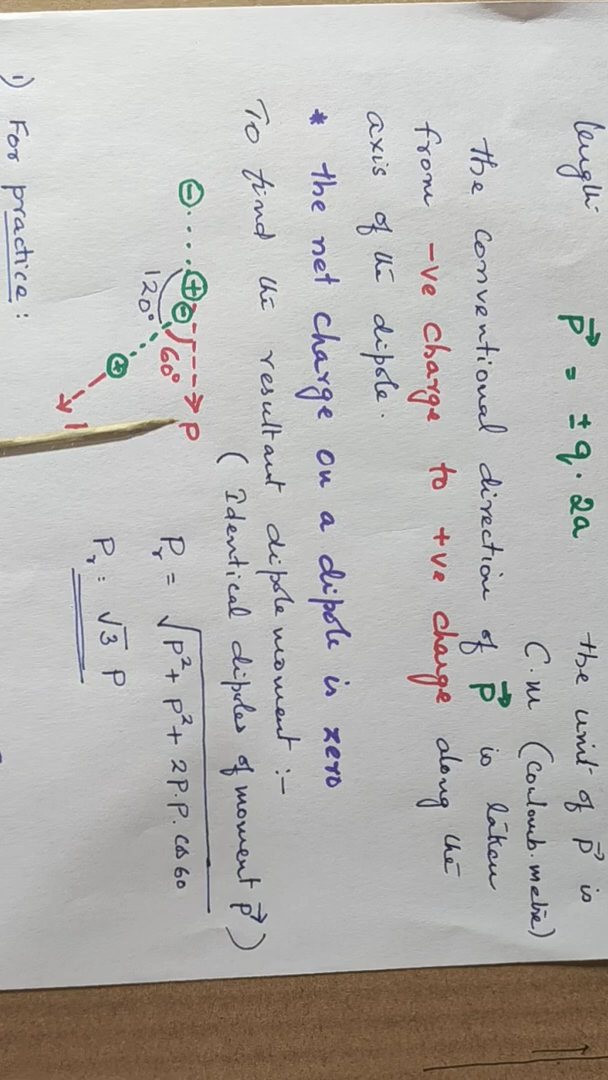 length.
P⃗ = ± q. 2a the unit of P⃗ is
C.m (Coulomb.metre)
the conventional direction of P⃗ is taken
from -ve charge to +ve charge along the
axis of the dipole.
* the net charge on a dipole is zero
To find the resultant dipole moment :-
(Identical dipoles of moment P⃗)
- + - P
120° 60°
+
Pr = √P² + P² + 2P.P.cos 60
Pr = √3 P
1) For practice: